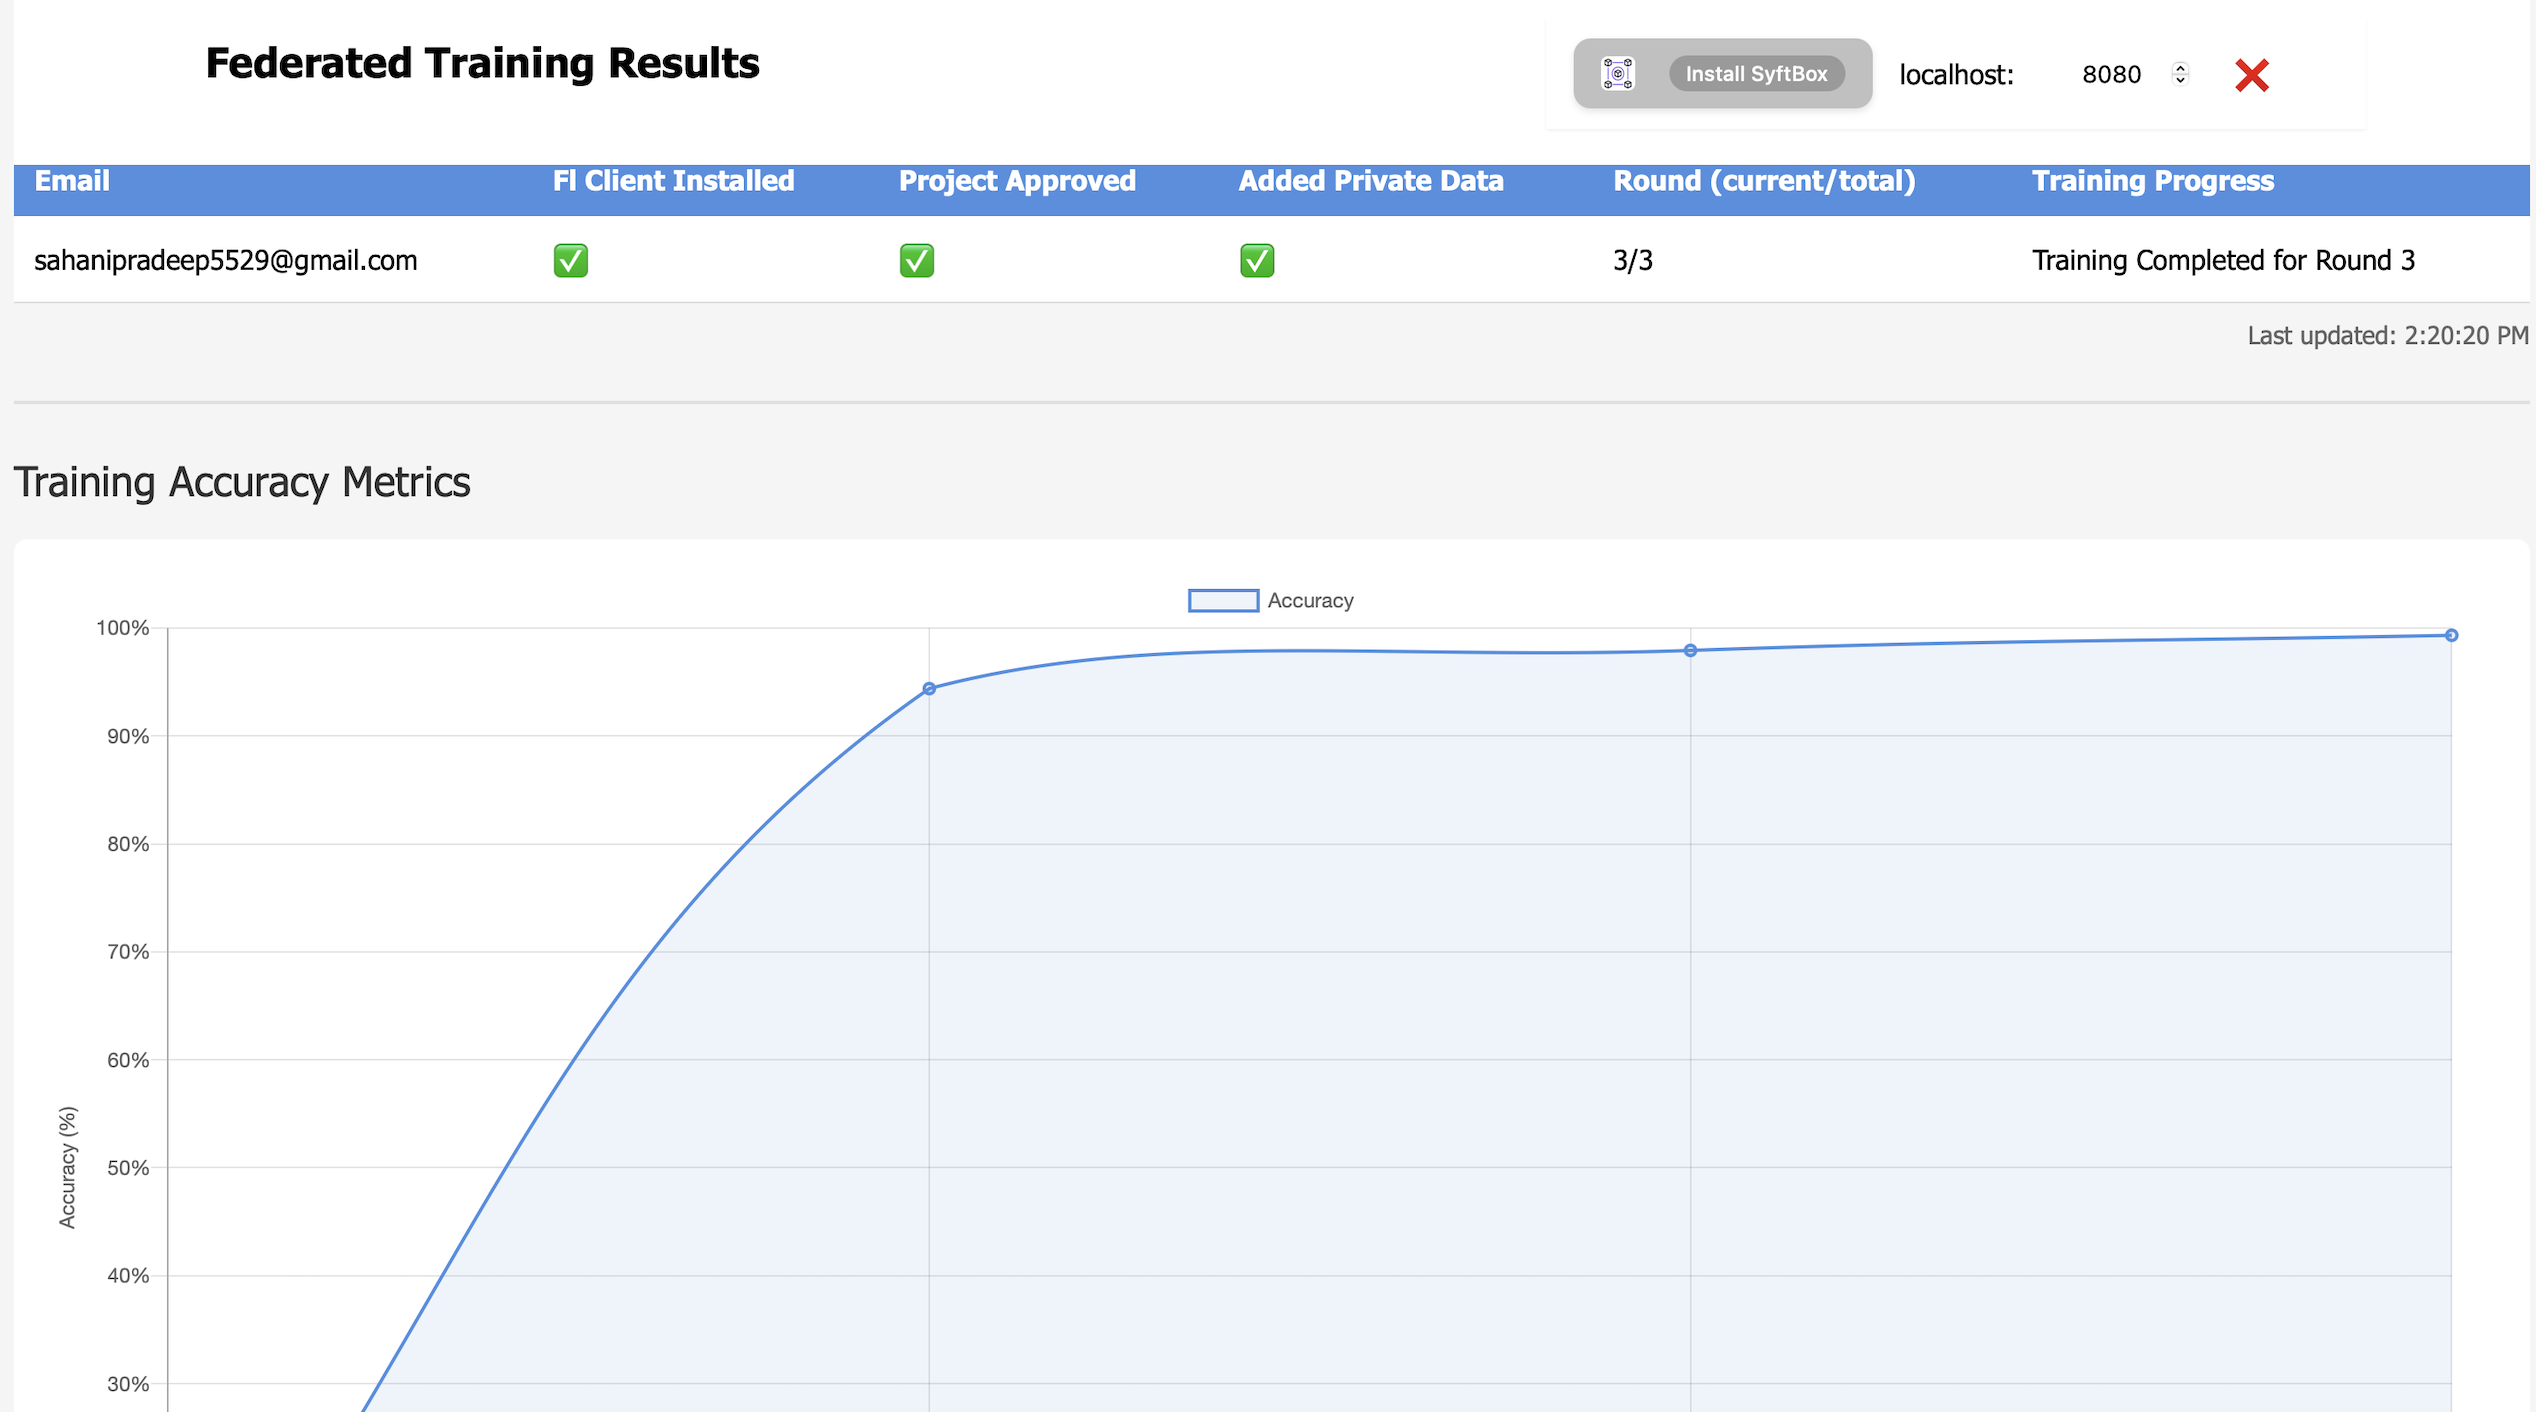 Federated Training Results
Install SyftBox
localhost: 8080
Email Fl Client Installed Project Approved Added Private Data Round (current/total) Training Progress
sahanipradeep5529@gmail.com ✅ ✅ ✅ 3/3 Training Completed for Round 3
Last updated: 2:20:20 PM
Training Accuracy Metrics
Accuracy
100%
90%
80%
70%
60%
50%
40%
30%
Accuracy (%)